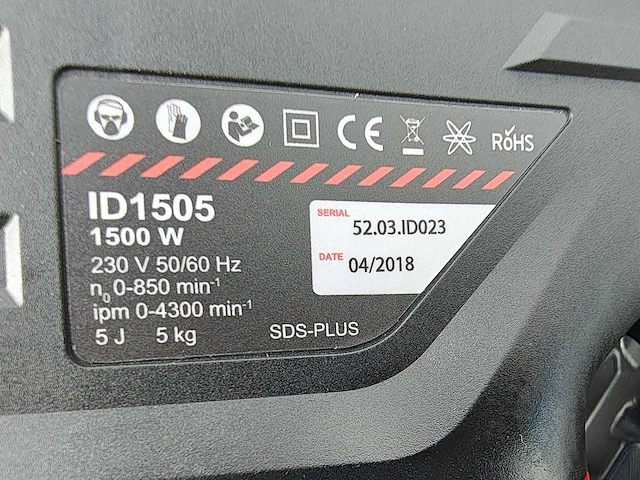 CE
RoHS
ID1505
1500 W
230 V 50/60 Hz
n0 0-850 min-1
ipm 0-4300 min-1
5 J 5 kg
SDS-PLUS
SERIAL
52.03.ID023
DATE
04/2018